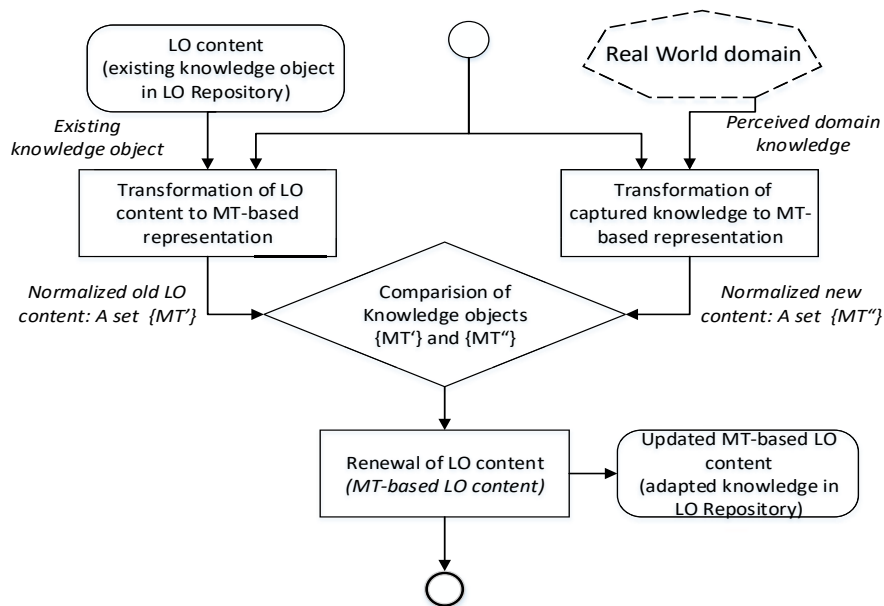 LO content
(existing knowledge object
in LO Repository)
Real World domain
Existing
knowledge object
Perceived domain
knowledge
Transformation of LO
content to MT-based
representation
Transformation of
captured knowledge to MT-
based representation
Normalized old LO
content: A set {MT'}
Comparision of
Knowledge objects
{MT'} and {MT“}
Normalized new
content: A set {MT“}
Renewal of LO content
(MT-based LO content)
Updated MT-based LO
content
(adapted knowledge in
LO Repository)